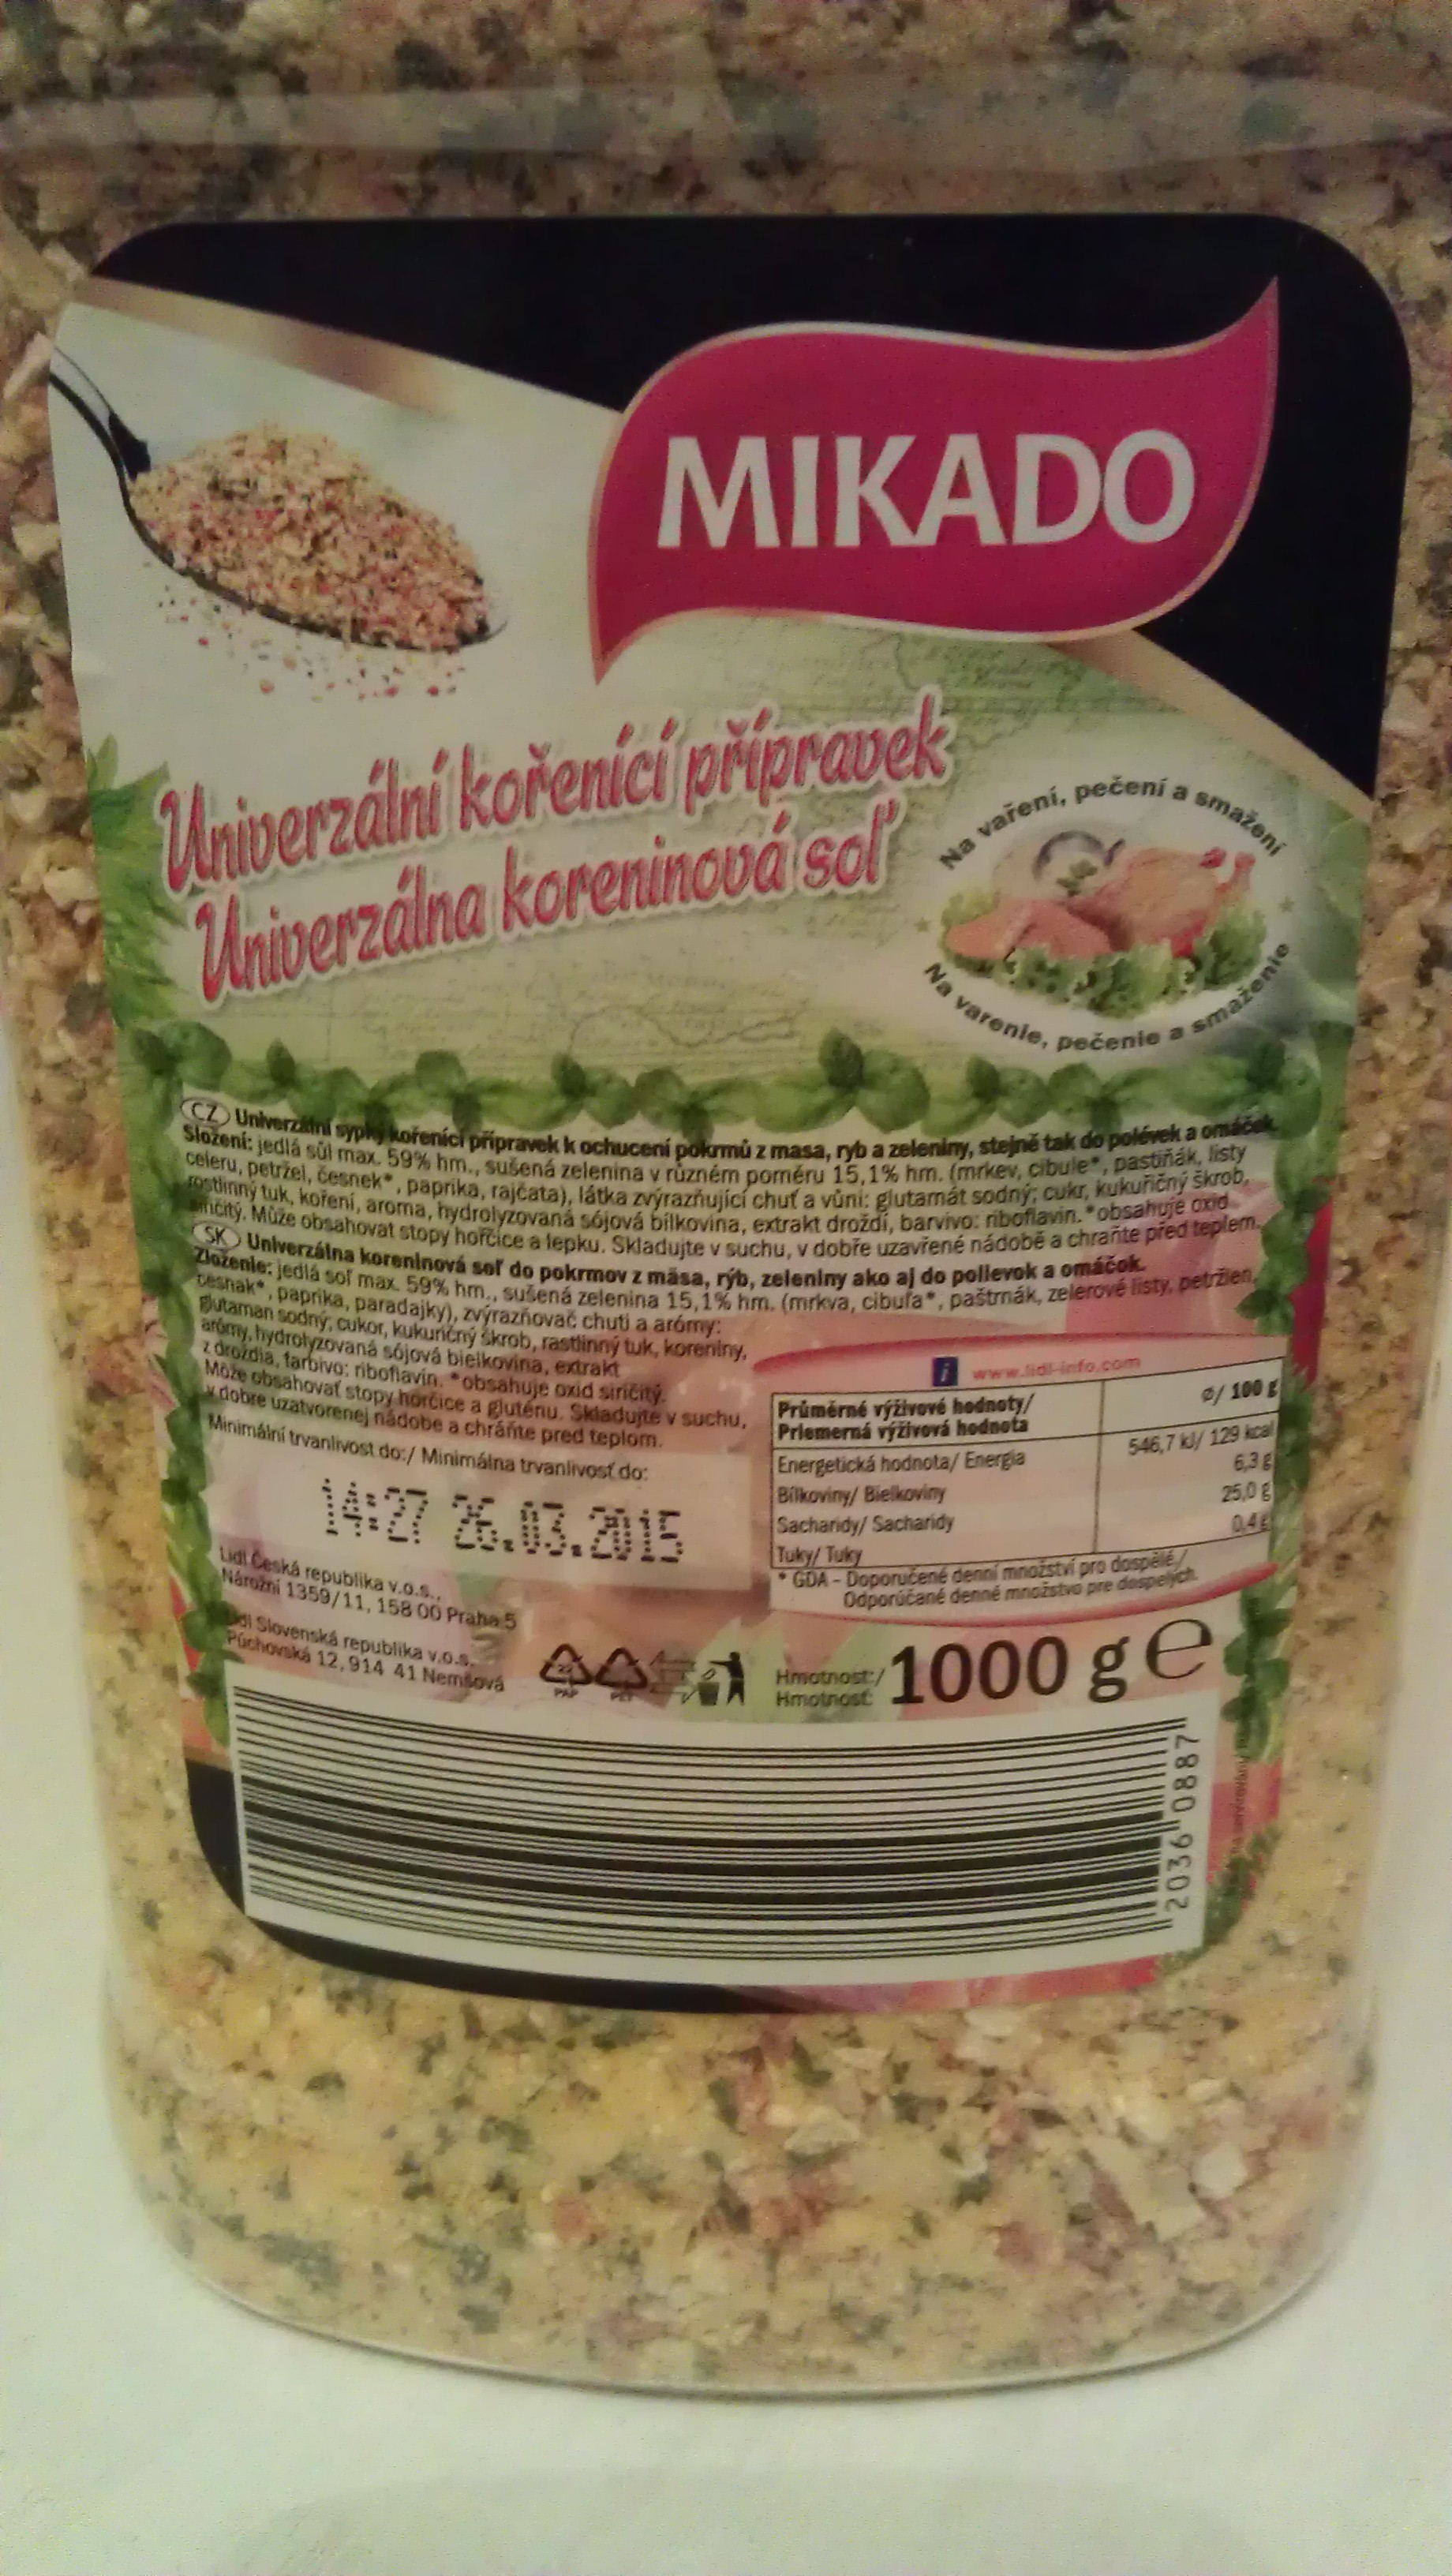 MIKADO
Univerzální kořenící přípravek
Univerzálna koreninová soľ
Na vaření, pečení a smažení
Na varenie, pečenie a smaženie
CZ Univerzální sypký kořenící přípravek k ochucení pokrmů z masa, ryb a zeleniny, stejně tak do polévek a omáček.
Složení: jedlá sůl max. 59% hm., sušená zelenina v různém poměru 15,1% hm. (mrkev, cibule*, pastiňák, listy
celeru, petržel, česnek*, paprika, rajčata), látka zvýrazňující chuť a vůni: glutamát sodný; cukr, kukuřičný škrob,
rostlinný tuk, koření, aroma, hydrolyzovaná sójová bílkovina, extrakt droždí, barvivo: riboflavin. *obsahuje oxid
siřičitý. Může obsahovat stopy hořčice a lepku. Skladujte v suchu, v dobře uzavřené nádobě a chraňte před teplem.
SK Univerzálna koreninová soľ do pokrmov z mäsa, rýb, zeleniny ako aj do polievok a omáčok.
Zloženie: jedlá soľ max. 59% hm., sušená zelenina 15,1% hm. (mrkva, cibuľa*, paštrnák, zelerové listy, petržlen,
cesnak*, paprika, paradajky), zvýrazňovač chuti a arómy:
glutaman sodný; cukor, kukuričný škrob, rastlinný tuk, koreniny,
arómy, hydrolyzovaná sójová bielkovina, extrakt
z droždia, farbivo: riboflavín. *obsahuje oxid siričitý.
Môže obsahovať stopy horčice a gluténu. Skladujte v suchu,
v dobre uzatvorenej nádobe a chráňte pred teplom.
Minimální trvanlivost do:/ Minimálna trvanlivosť do:
14:27 26.03.2015
i www.lidl-info.com
Průměrné výživové hodnoty/
Priemerná výživová hodnota
ø/ 100 g
Energetická hodnota/ Energia 546,7 kJ/ 129 kcal
Bílkoviny/ Bielkoviny 6,3 g
Sacharidy/ Sacharidy 25,0 g
Tuky/ Tuky 0,4 g
* GDA - Doporučené denní množství pro dospělé/
Odporúčané denné množstvo pre dospelých.
Lidl Česká republika v.o.s.,
Nárožní 1359/11, 158 00 Praha 5
Lidl Slovenská republika v.o.s.,
Púchovská 12, 914 41 Nemšová
PAP
PET
Hmotnost:/
Hmotnosť:
1000 g e
2036 0887